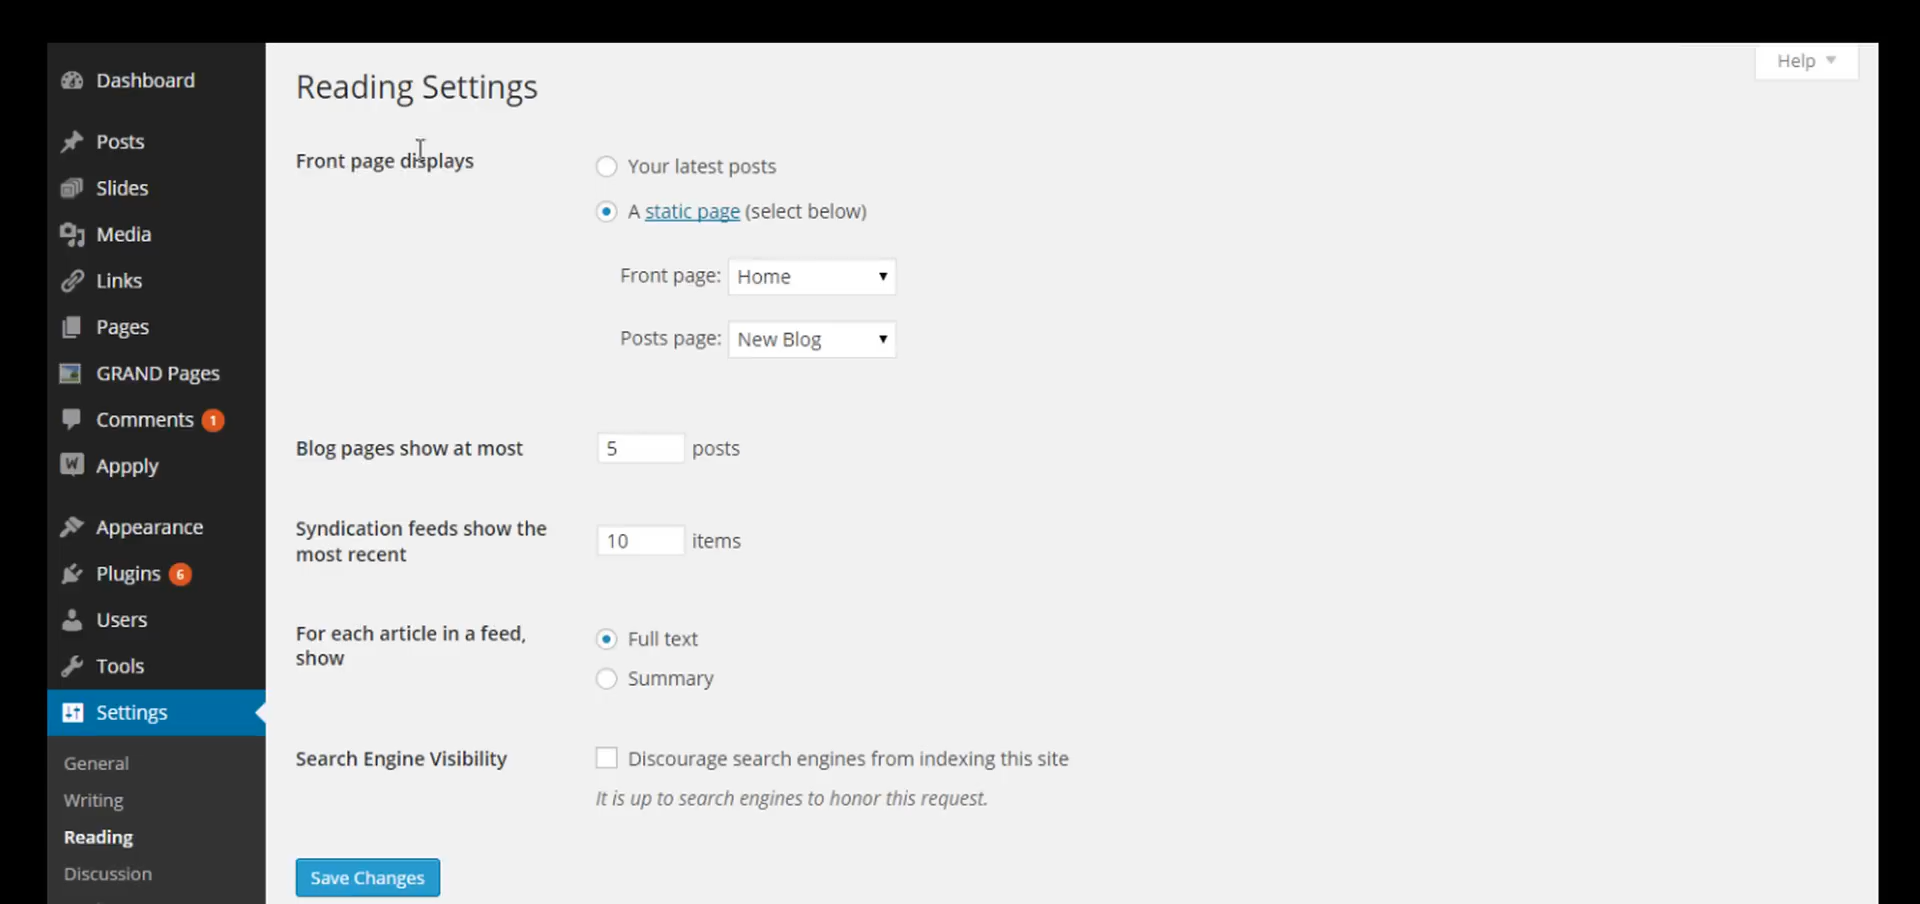 Dashboard
Posts
Slides
Media
Links
Pages
GRAND Pages
Comments 1
Appply
Appearance
Plugins 6
Users
Tools
Settings
General
Writing
Reading
Discussion
Help
Reading Settings
Front page displays
Your latest posts
A static page (select below)
Front page: Home
Posts page: New Blog
Blog pages show at most 5 posts
Syndication feeds show the
most recent
10 items
For each article in a feed,
show
Full text
Summary
Search Engine Visibility
Discourage search engines from indexing this site
It is up to search engines to honor this request.
Save Changes